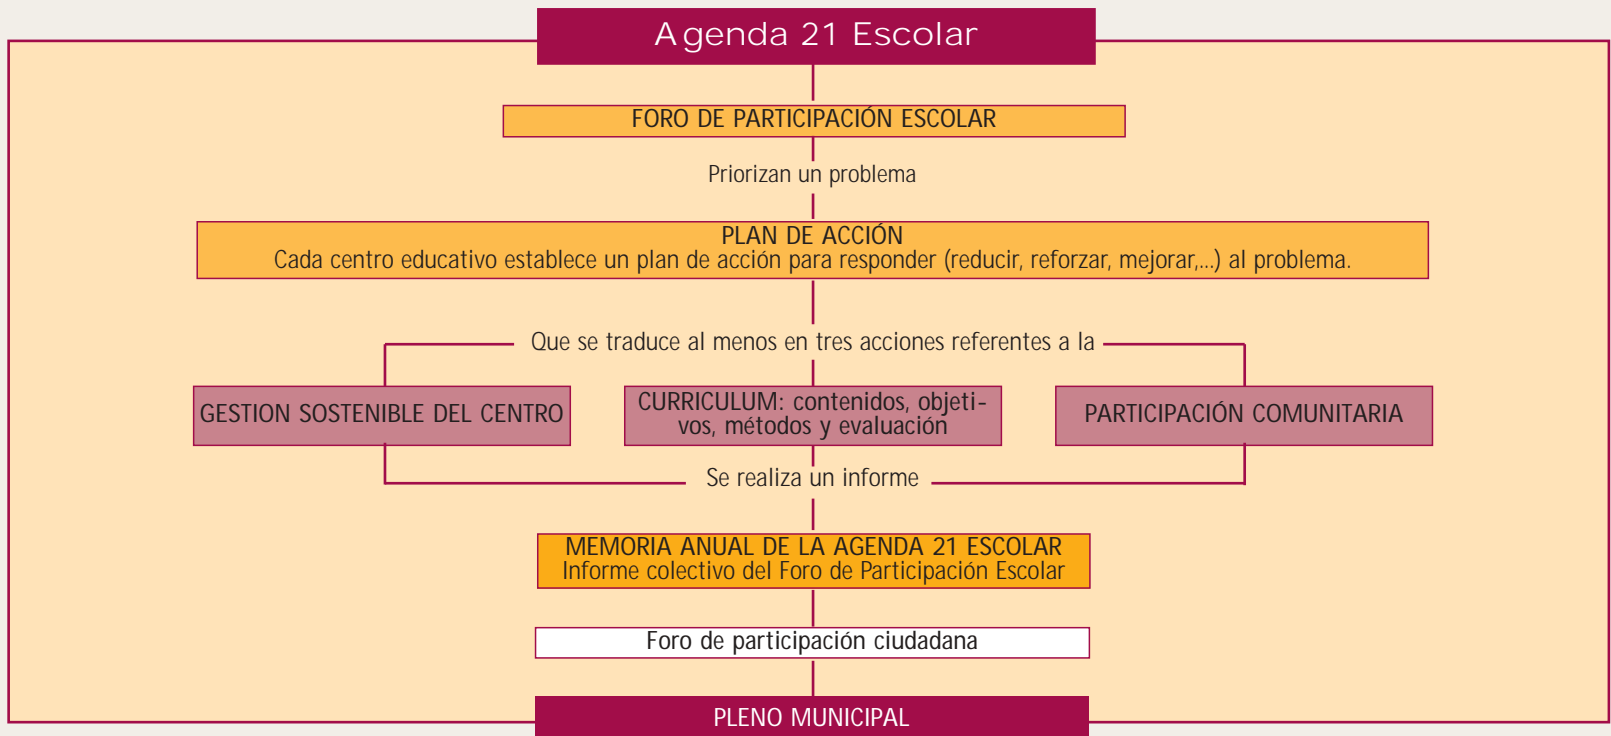 Agenda 21 Escolar
FORO DE PARTICIPACIÓN ESCOLAR
Priorizan un problema
PLAN DE ACCIÓN
Cada centro educativo establece un plan de acción para responder (reducir, reforzar, mejorar,...) al problema.
Que se traduce al menos en tres acciones referentes a la
GESTION SOSTENIBLE DEL CENTRO
CURRICULUM: contenidos, objeti-
vos, métodos y evaluación
PARTICIPACIÓN COMUNITARIA
Se realiza un informe
MEMORIA ANUAL DE LA AGENDA 21 ESCOLAR
Informe colectivo del Foro de Participación Escolar
Foro de participación ciudadana
PLENO MUNICIPAL